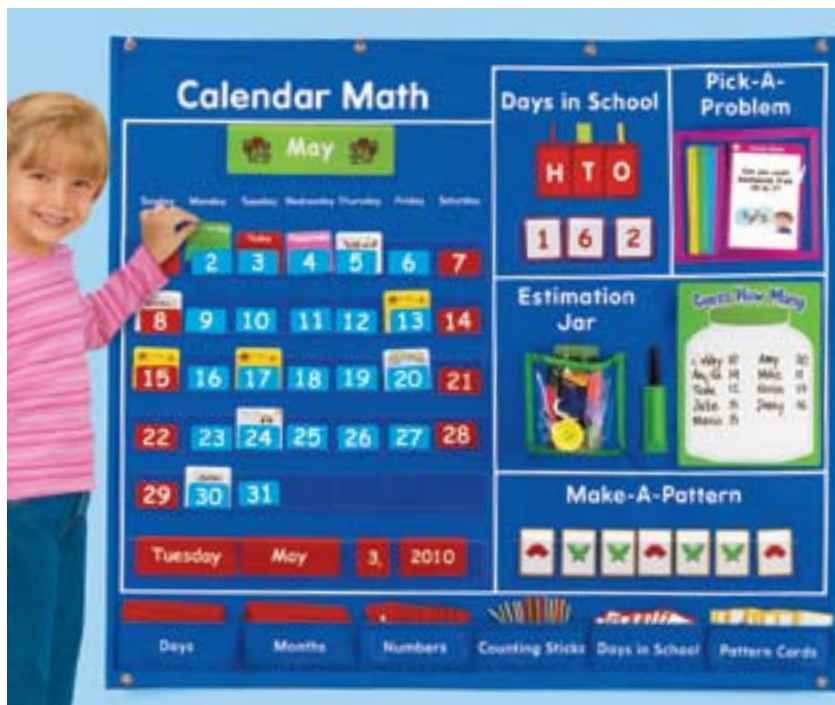 Calendar Math
May
Sunday Monday Tuesday Wednesday Thursday Friday Saturday
2 3 4 5 6 7
8 9 10 11 12 13 14
15 16 17 18 19 20 21
22 23 24 25 26 27 28
29 30 31
Tuesday May 3, 2010
Days in School
H T O
1 6 2
Pick-A-
Problem
Estimation
Jar
Guess How Many
Make-A-Pattern
Days Months Numbers Counting Sticks Days in School Pattern Cards